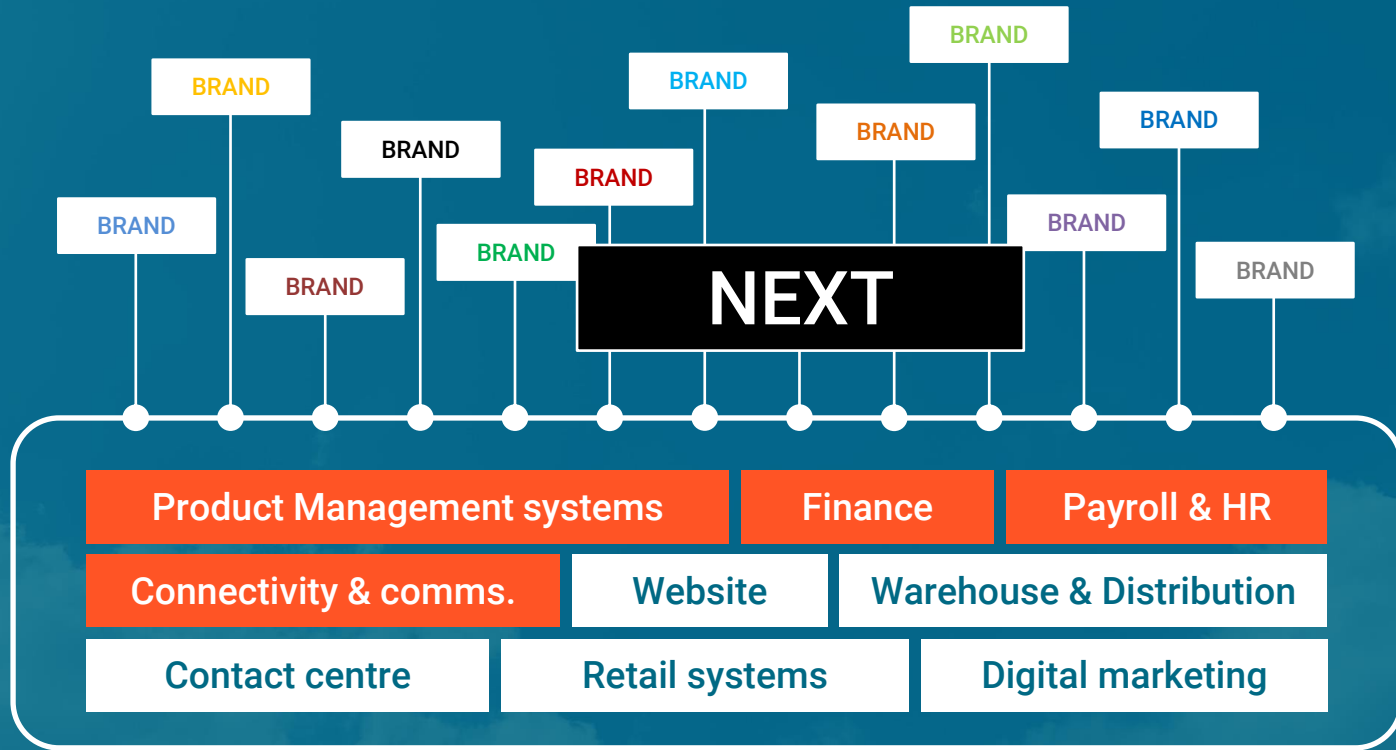 BRAND
BRAND
BRAND
BRAND
BRAND
BRAND
BRAND
BRAND
BRAND
BRAND
BRAND
BRAND
NEXT
Product Management systems
Finance
Payroll & HR
Connectivity & comms.
Website
Warehouse & Distribution
Contact centre
Retail systems
Digital marketing